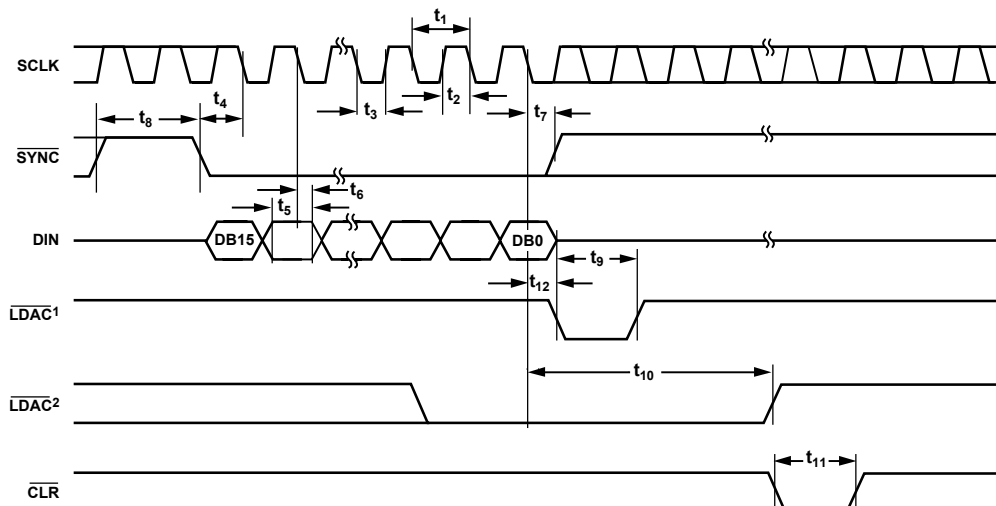 t1
SCLK
t4
t2
t3
t8
t7
SYNC
t6
t5
DIN
DB15
DB0
t9
t12
LDAC1
t10
LDAC2
t11
CLR